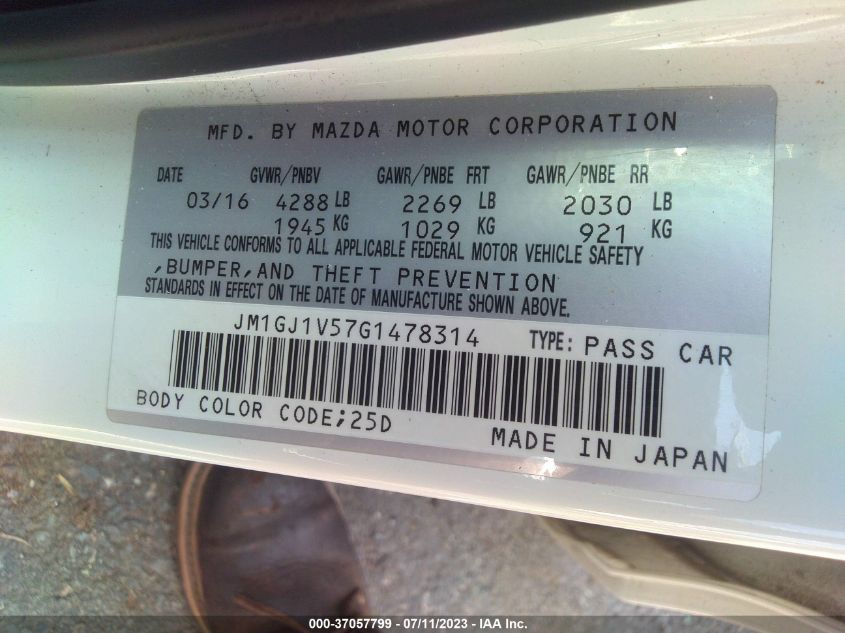 MFD. BY MAZDA MOTOR CORPORATION
DATE GVWR/PNBV GAWR/PNBE FRT GAWR/PNBE RR
03/16 4288 LB 2269 LB 2030 LB
1945 KG 1029 KG 921 KG
THIS VEHICLE CONFORMS TO ALL APPLICABLE FEDERAL MOTOR VEHICLE SAFETY
,BUMPER,AND THEFT PREVENTION
STANDARDS IN EFFECT ON THE DATE OF MANUFACTURE SHOWN ABOVE.
JM1GJ1V57G1478314 TYPE: PASS CAR
BODY COLOR CODE;25D
MADE IN JAPAN
000-37057799 - 07/11/2023 - IAA Inc.